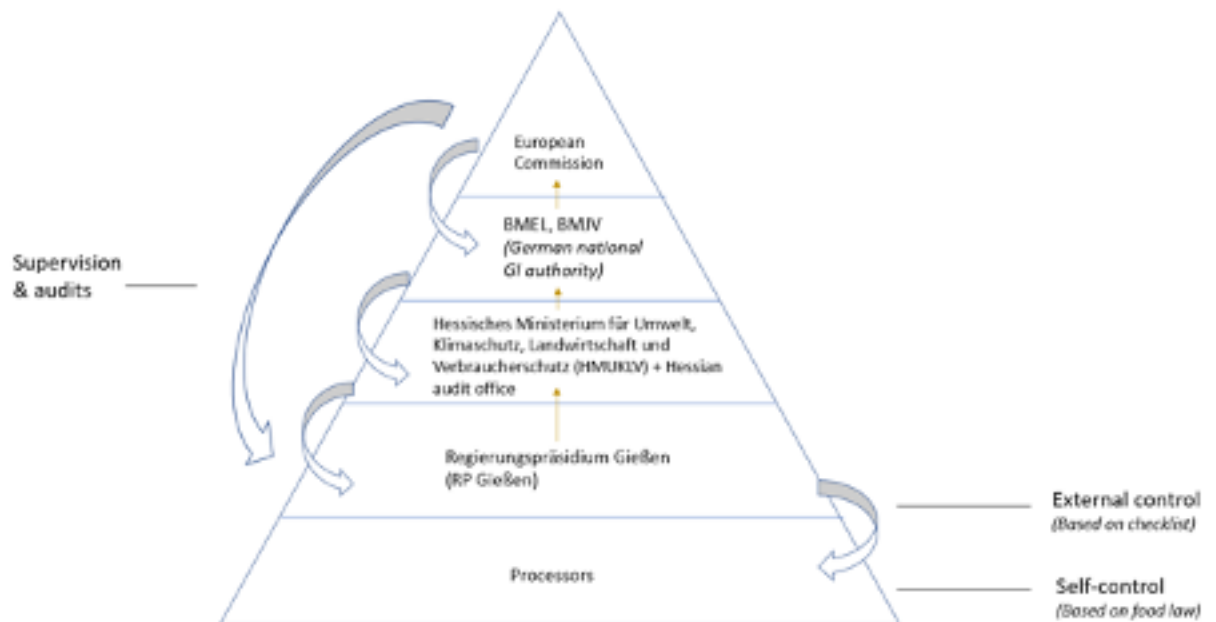 European
Commission
BMEL, BMJV
(German national
GI authority)
Supervision
& audits
Hessisches Ministerium für Umwelt,
Klimaschutz, Landwirtschaft und
Verbraucherschutz (HMUKLV) + Hessian
audit office
Regierungspräsidium Gießen
(RP Gießen)
External control
(Based on checklist)
Processors
Self-control
(Based on food law)